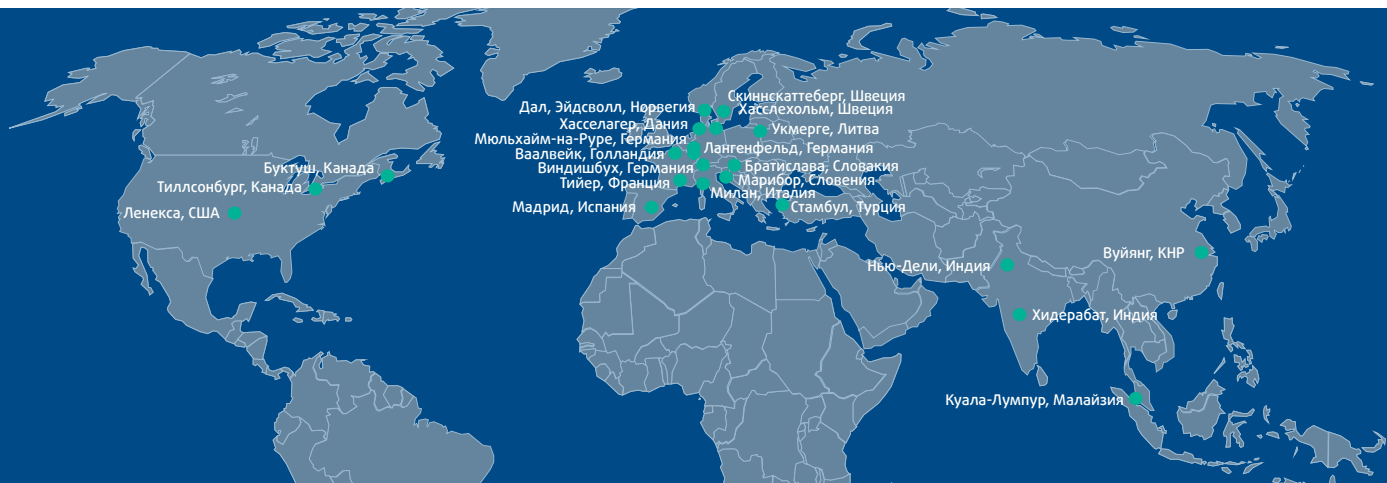 Скиннскаттеберг, Швеция
Дал, Эйдсволл, Норвегия
Хасслехольм, Швеция
Хасселагер, Дания
Укмерге, Литва
Мюльхайм-на-Руре, Германия
Лангенфельд, Германия
Ваалвейк, Голландия
Виндишбух, Германия
Братислава, Словакия
Тийер, Франция
Марибор, Словения
Милан, Италия
Мадрид, Испания
Стамбул, Турция
Буктуш, Канада
Тиллсонбург, Канада
Ленекса, США
Вуйянг, КНР
Нью-Дели, Индия
Хидерабат, Индия
Куала-Лумпур, Малайзия